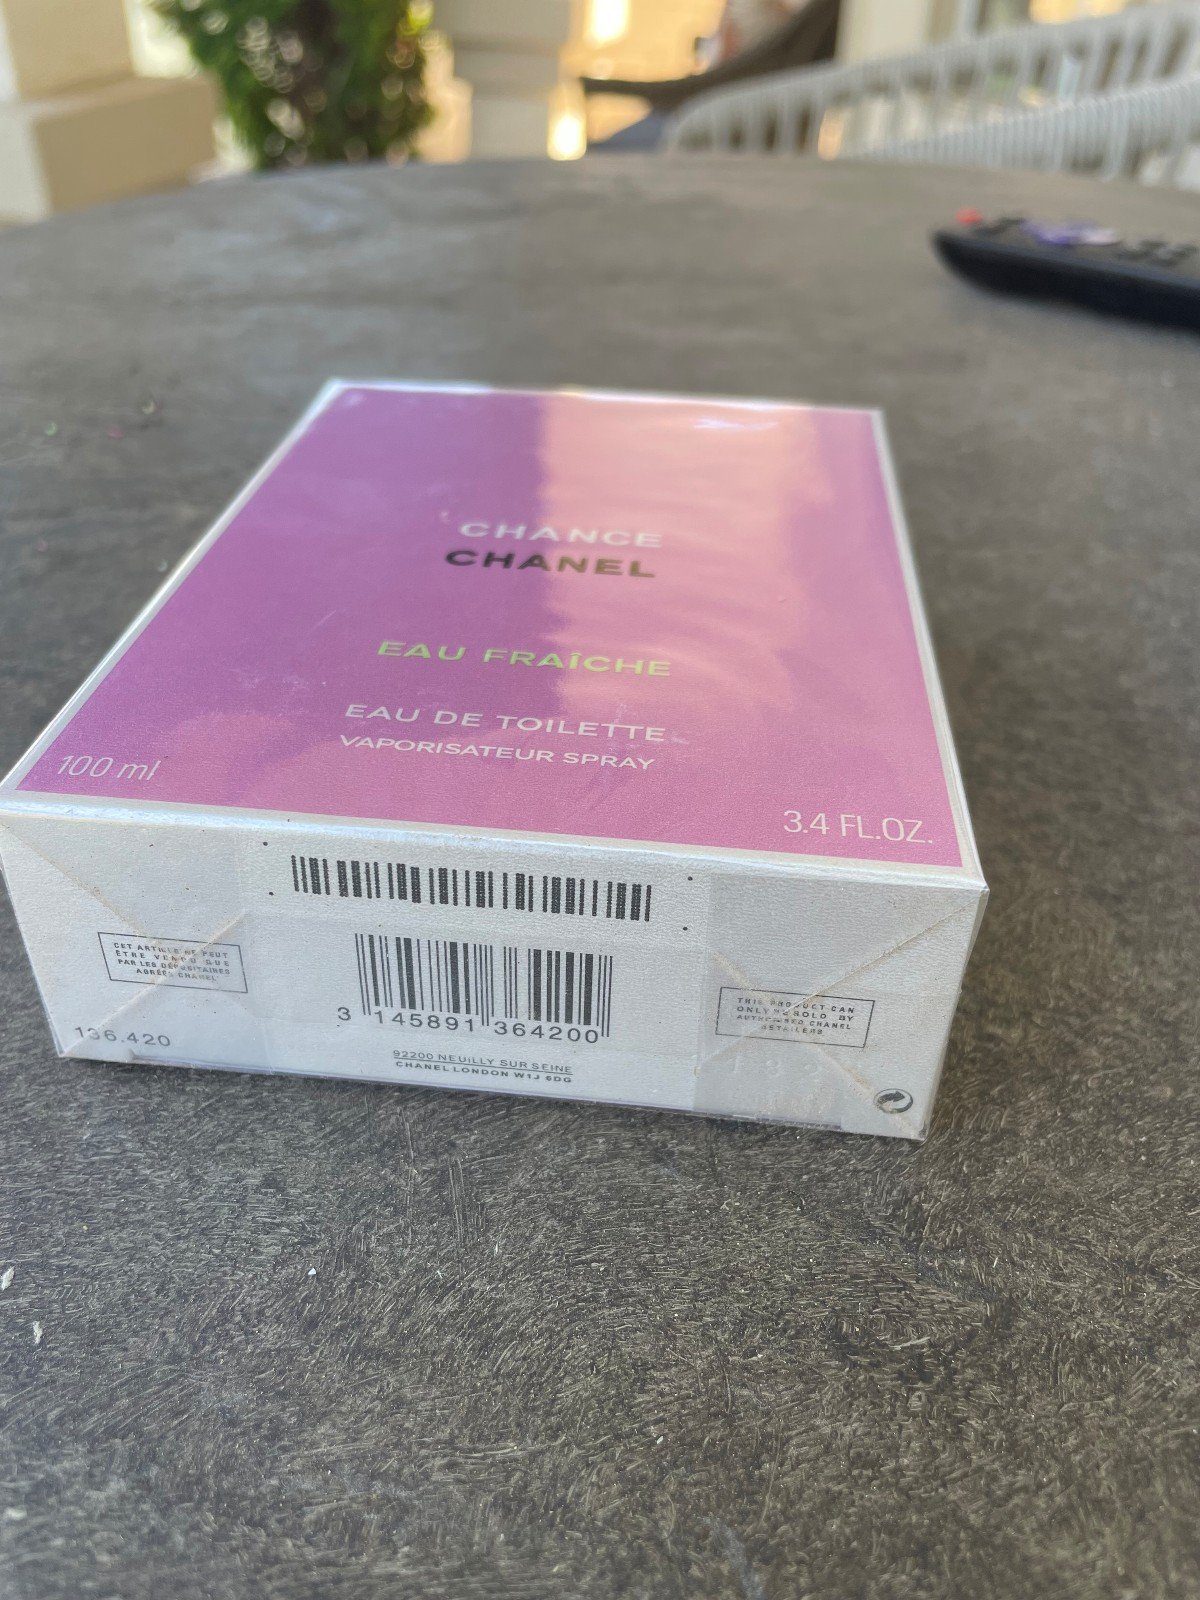 CHANCE
CHANEL
EAU FRAÎCHE
EAU DE TOILETTE
VAPORISATEUR SPRAY
100 ml
3.4 FL.OZ.
CET ARTICLE NE PEUT
ÊTRE VENDU QUE
PAR LES DÉPOSITAIRES
AGRÉÉS CHANEL
136.420
3 145891 364200
92200 NEUILLY SUR SEINE
CHANEL LONDON W1J 6DG
THIS PRODUCT CAN
ONLY BE SOLD BY
AUTHORISED CHANEL
RETAILERS